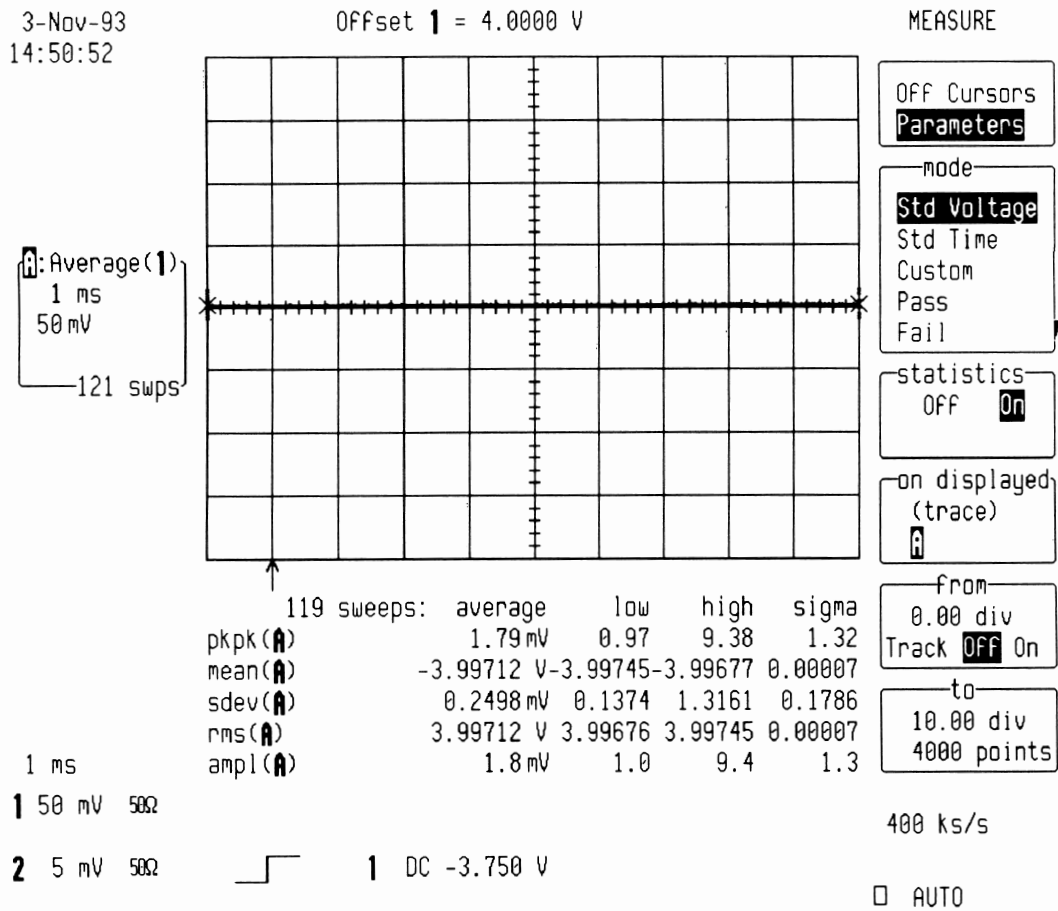 3-Nov-93
14:50:52
Offset 1 = 4.0000 V
MEASURE
Off Cursors
Parameters
mode
Std Voltage
Std Time
Custom
Pass
Fail
statistics
Off On
on displayed
(trace)
A
from
0.00 div
Track Off On
to
10.00 div
4000 points
A:Average(1)
1 ms
50 mV
121 swps
119 sweeps: average low high sigma
pkpk(A) 1.79 mV 0.97 9.38 1.32
mean(A) -3.99712 V-3.99745-3.99677 0.00007
sdev(A) 0.2498 mV 0.1374 1.3161 0.1786
rms(A) 3.99712 V 3.99676 3.99745 0.00007
ampl(A) 1.8 mV 1.0 9.4 1.3
1 ms
1 50 mV 50Ω
2 5 mV 50Ω
1 DC -3.750 V
400 ks/s
□ AUTO